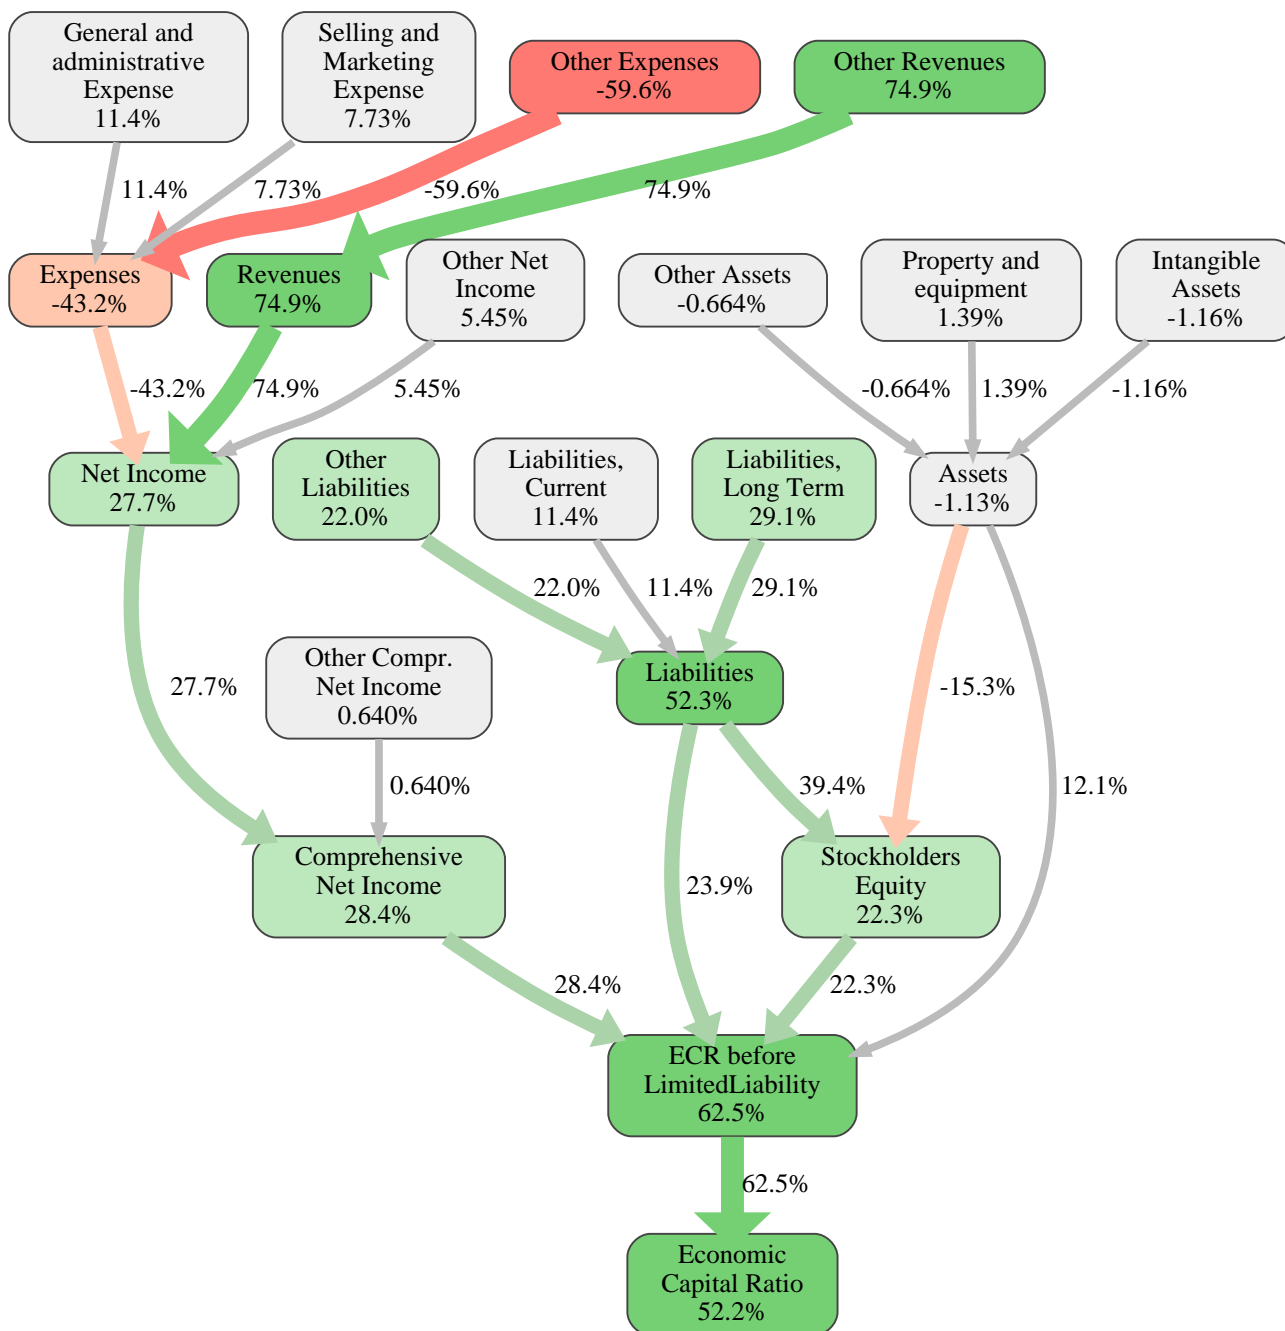 General and
administrative
Expense
11.4%
Selling and
Marketing
Expense
7.73%
Other Expenses
-59.6%
Other Revenues
74.9%
11.4%
7.73%
-59.6%
74.9%
Expenses
-43.2%
Revenues
74.9%
Other Net
Income
5.45%
Other Assets
-0.664%
Property and
equipment
1.39%
Intangible
Assets
-1.16%
-43.2%
74.9%
5.45%
-0.664%
1.39%
-1.16%
Net Income
27.7%
Other
Liabilities
22.0%
Liabilities,
Current
11.4%
Liabilities,
Long Term
29.1%
Assets
-1.13%
22.0%
11.4%
29.1%
27.7%
Other Compr.
Net Income
0.640%
Liabilities
52.3%
-15.3%
0.640%
39.4%
12.1%
Comprehensive
Net Income
28.4%
23.9%
Stockholders
Equity
22.3%
28.4%
22.3%
ECR before
LimitedLiability
62.5%
62.5%
Economic
Capital Ratio
52.2%